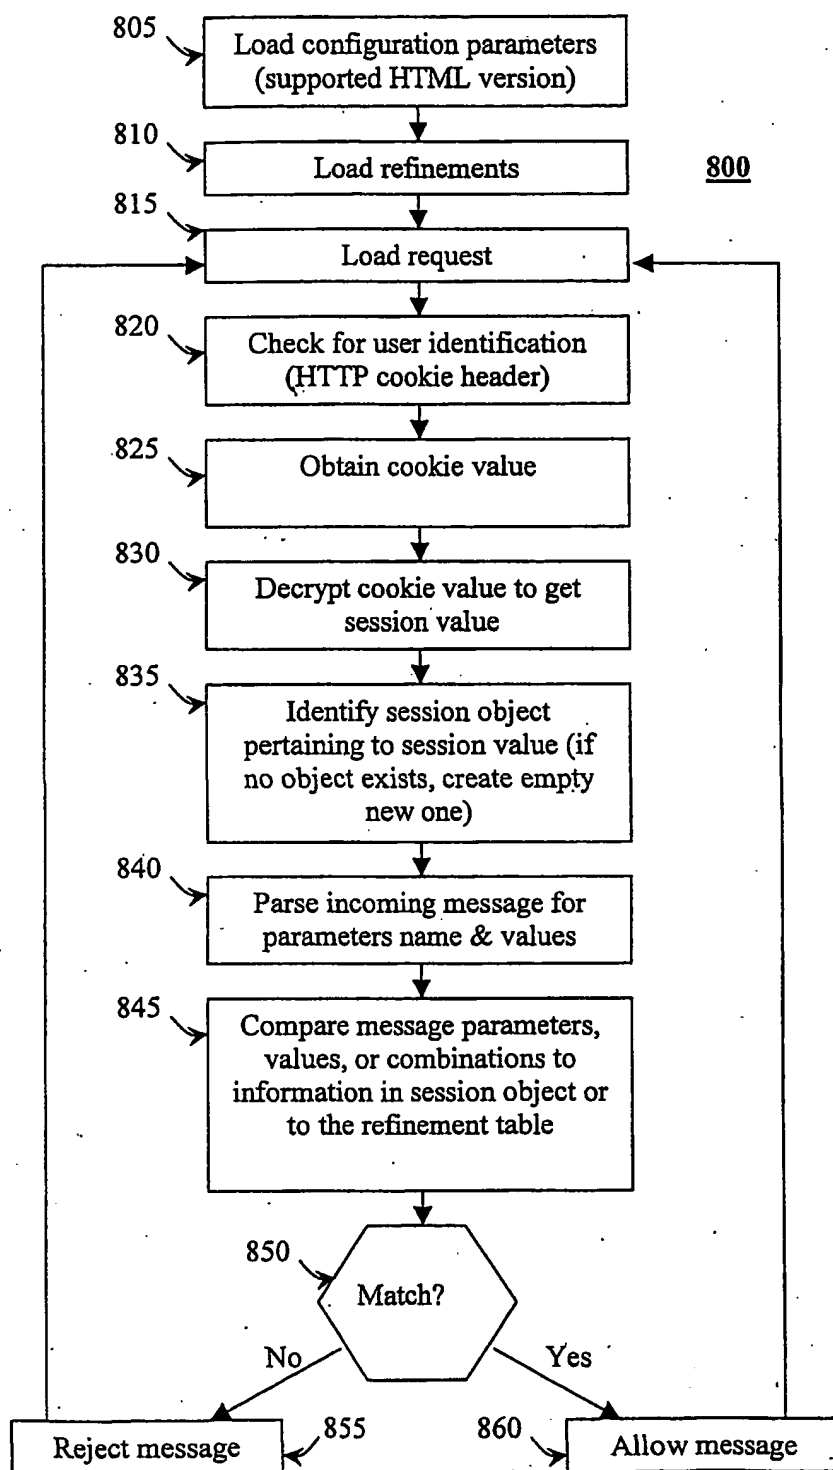 805
Load configuration parameters
(supported HTML version)
810
Load refinements
800
815
Load request
820
Check for user identification
(HTTP cookie header)
825
Obtain cookie value
830
Decrypt cookie value to get
session value
835
Identify session object
pertaining to session value (if
no object exists, create empty
new one)
840
Parse incoming message for
parameters name & values
845
Compare message parameters,
values, or combinations to
information in session object or
to the refinement table
850
Match?
No
Yes
Reject message
855
860
Allow message